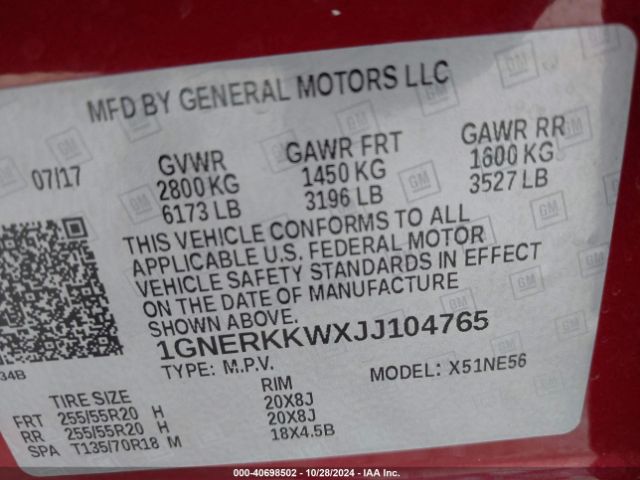 MFD BY GENERAL MOTORS LLC
07/17 GVWR GAWR FRT GAWR RR
2800 KG 1450 KG 1600 KG
6173 LB 3196 LB 3527 LB
THIS VEHICLE CONFORMS TO ALL
APPLICABLE U.S. FEDERAL MOTOR
VEHICLE SAFETY STANDARDS IN EFFECT
ON THE DATE OF MANUFACTURE
SHOWN ABOVE.
1GNERKKWXJJ104765
34B
TYPE: M.P.V. MODEL: X51NE56
TIRE SIZE RIM
FRT 255/55R20 H 20X8J
RR 255/55R20 H 20X8J
SPA T135/70R18 M 18X4.5B
000-40698502 - 10/28/2024 - IAA Inc.